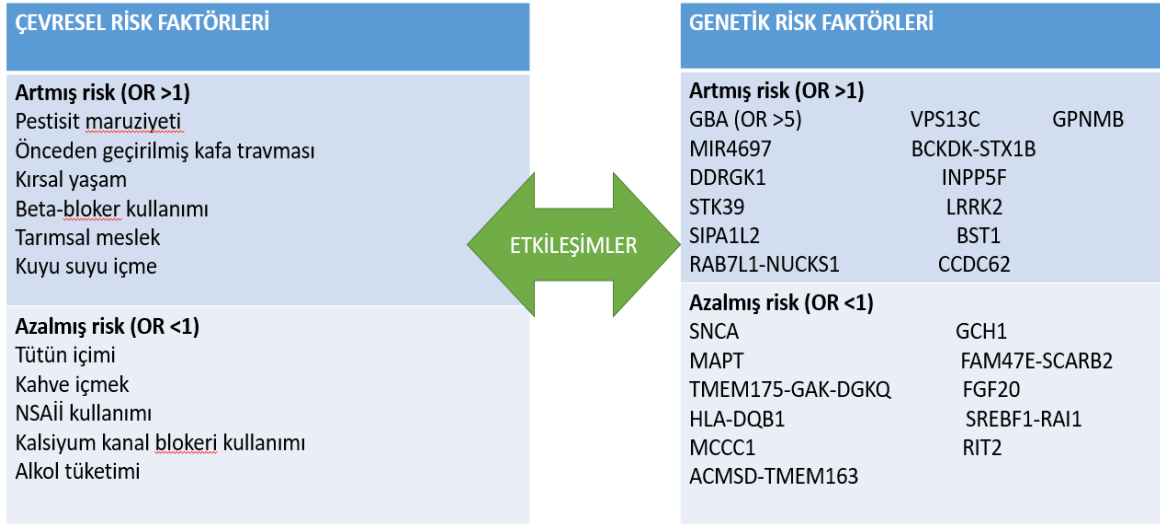 ÇEVRESEL RİSK FAKTÖRLERİ
Artmış risk (OR >1)
Pestisit maruziyeti
Önceden geçirilmiş kafa travması
Kırsal yaşam
Beta-bloker kullanımı
Tarımsal meslek
Kuyu suyu içme
Azalmış risk (OR <1)
Tütün içimi
Kahve içmek
NSAİİ kullanımı
Kalsiyum kanal blokeri kullanımı
Alkol tüketimi
ETKİLEŞİMLER
GENETİK RİSK FAKTÖRLERİ
Artmış risk (OR >1)
GBA (OR >5) VPS13C GPNMB
MIR4697 BCKDK-STX1B
DDRGK1 INPP5F
STK39 LRRK2
SIPA1L2 BST1
RAB7L1-NUCKS1 CCDC62
Azalmış risk (OR <1)
SNCA GCH1
MAPT FAM47E-SCARB2
TMEM175-GAK-DGKQ FGF20
HLA-DQB1 SREBF1-RAI1
MCCC1 RIT2
ACMSD-TMEM163